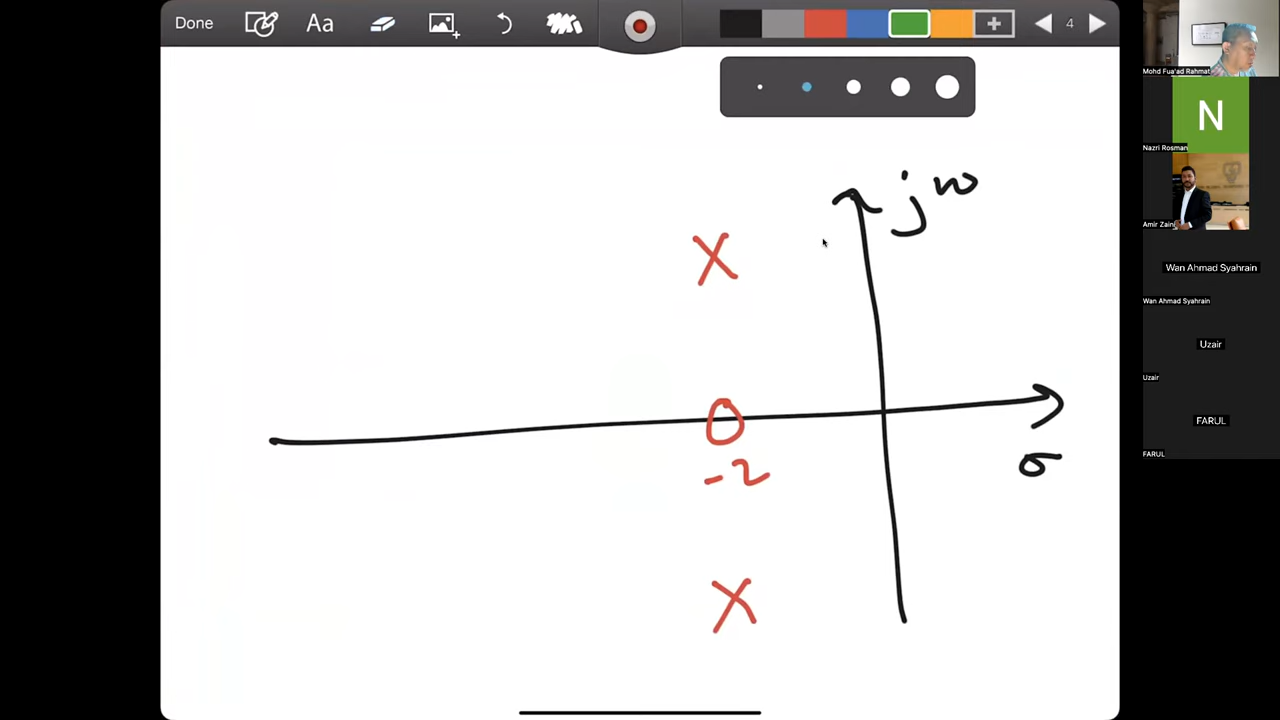 Done
Aa
4
jω
X
O
-2
σ
X
Mohd Fua'ad Rahmat
N
Nazri Rosman
Amir Zain
Wan Ahmad Syahrain
Wan Ahmad Syahrain
Uzair
Uzair
FARUL
FARUL